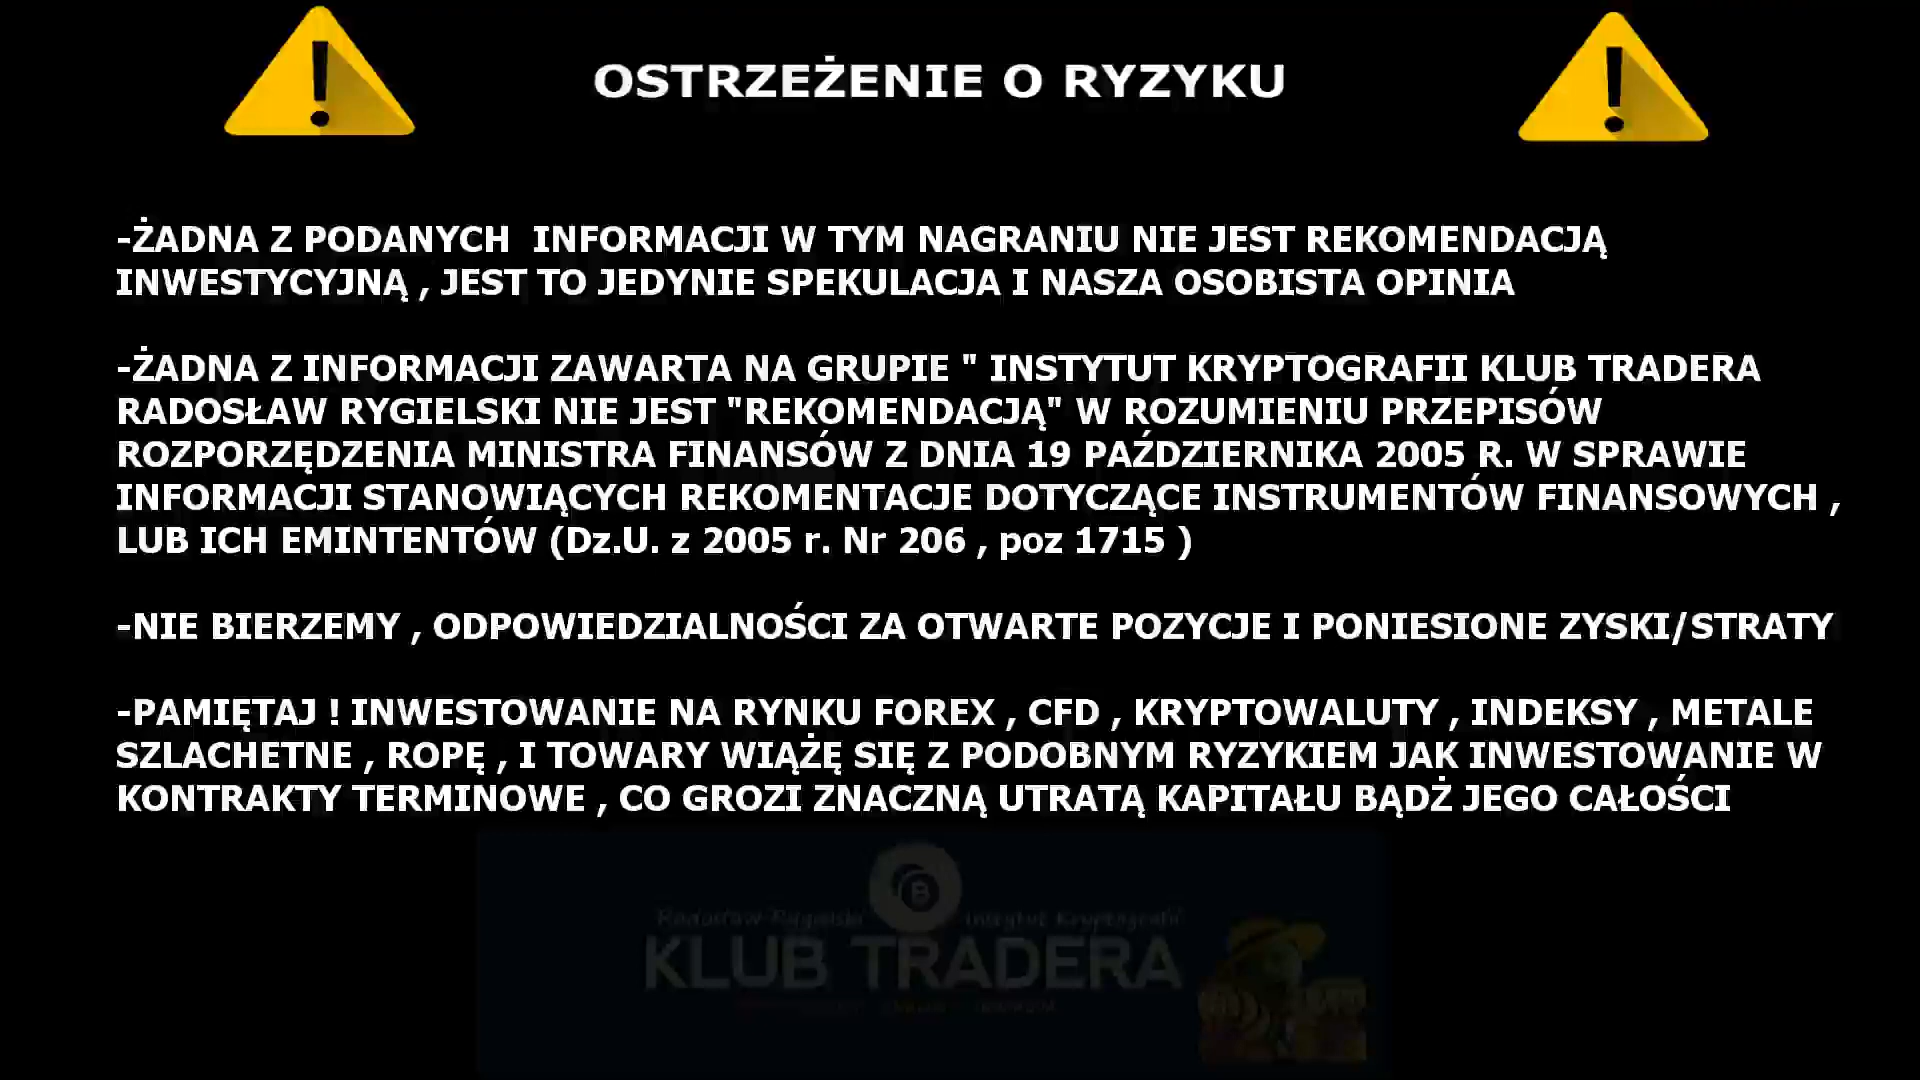 OSTRZEŻENIE O RYZYKU
-ŻADNA Z PODANYCH INFORMACJI W TYM NAGRANIU NIE JEST REKOMENDACJĄ
INWESTYCYJNĄ , JEST TO JEDYNIE SPEKULACJA I NASZA OSOBISTA OPINIA
-ŻADNA Z INFORMACJI ZAWARTA NA GRUPIE " INSTYTUT KRYPTOGRAFII KLUB TRADERA
RADOSŁAW RYGIELSKI NIE JEST "REKOMENDACJĄ" W ROZUMIENIU PRZEPISÓW
ROZPORZĘDZENIA MINISTRA FINANSÓW Z DNIA 19 PAŹDZIERNIKA 2005 R. W SPRAWIE
INFORMACJI STANOWIĄCYCH REKOMENTACJE DOTYCZĄCE INSTRUMENTÓW FINANSOWYCH ,
LUB ICH EMINTENTÓW (Dz.U. z 2005 r. Nr 206 , poz 1715 )
-NIE BIERZEMY , ODPOWIEDZIALNOŚCI ZA OTWARTE POZYCJE I PONIESIONE ZYSKI/STRATY
-PAMIĘTAJ ! INWESTOWANIE NA RYNKU FOREX , CFD , KRYPTOWALUTY , INDEKSY , METALE
SZLACHETNE , ROPĘ , I TOWARY WIĄŻĘ SIĘ Z PODOBNYM RYZYKIEM JAK INWESTOWANIE W
KONTRAKTY TERMINOWE , CO GROZI ZNACZNĄ UTRATĄ KAPITAŁU BĄDŻ JEGO CAŁOŚCI
Radosław Rygielski Instytut Kryptografii
KLUB TRADERA